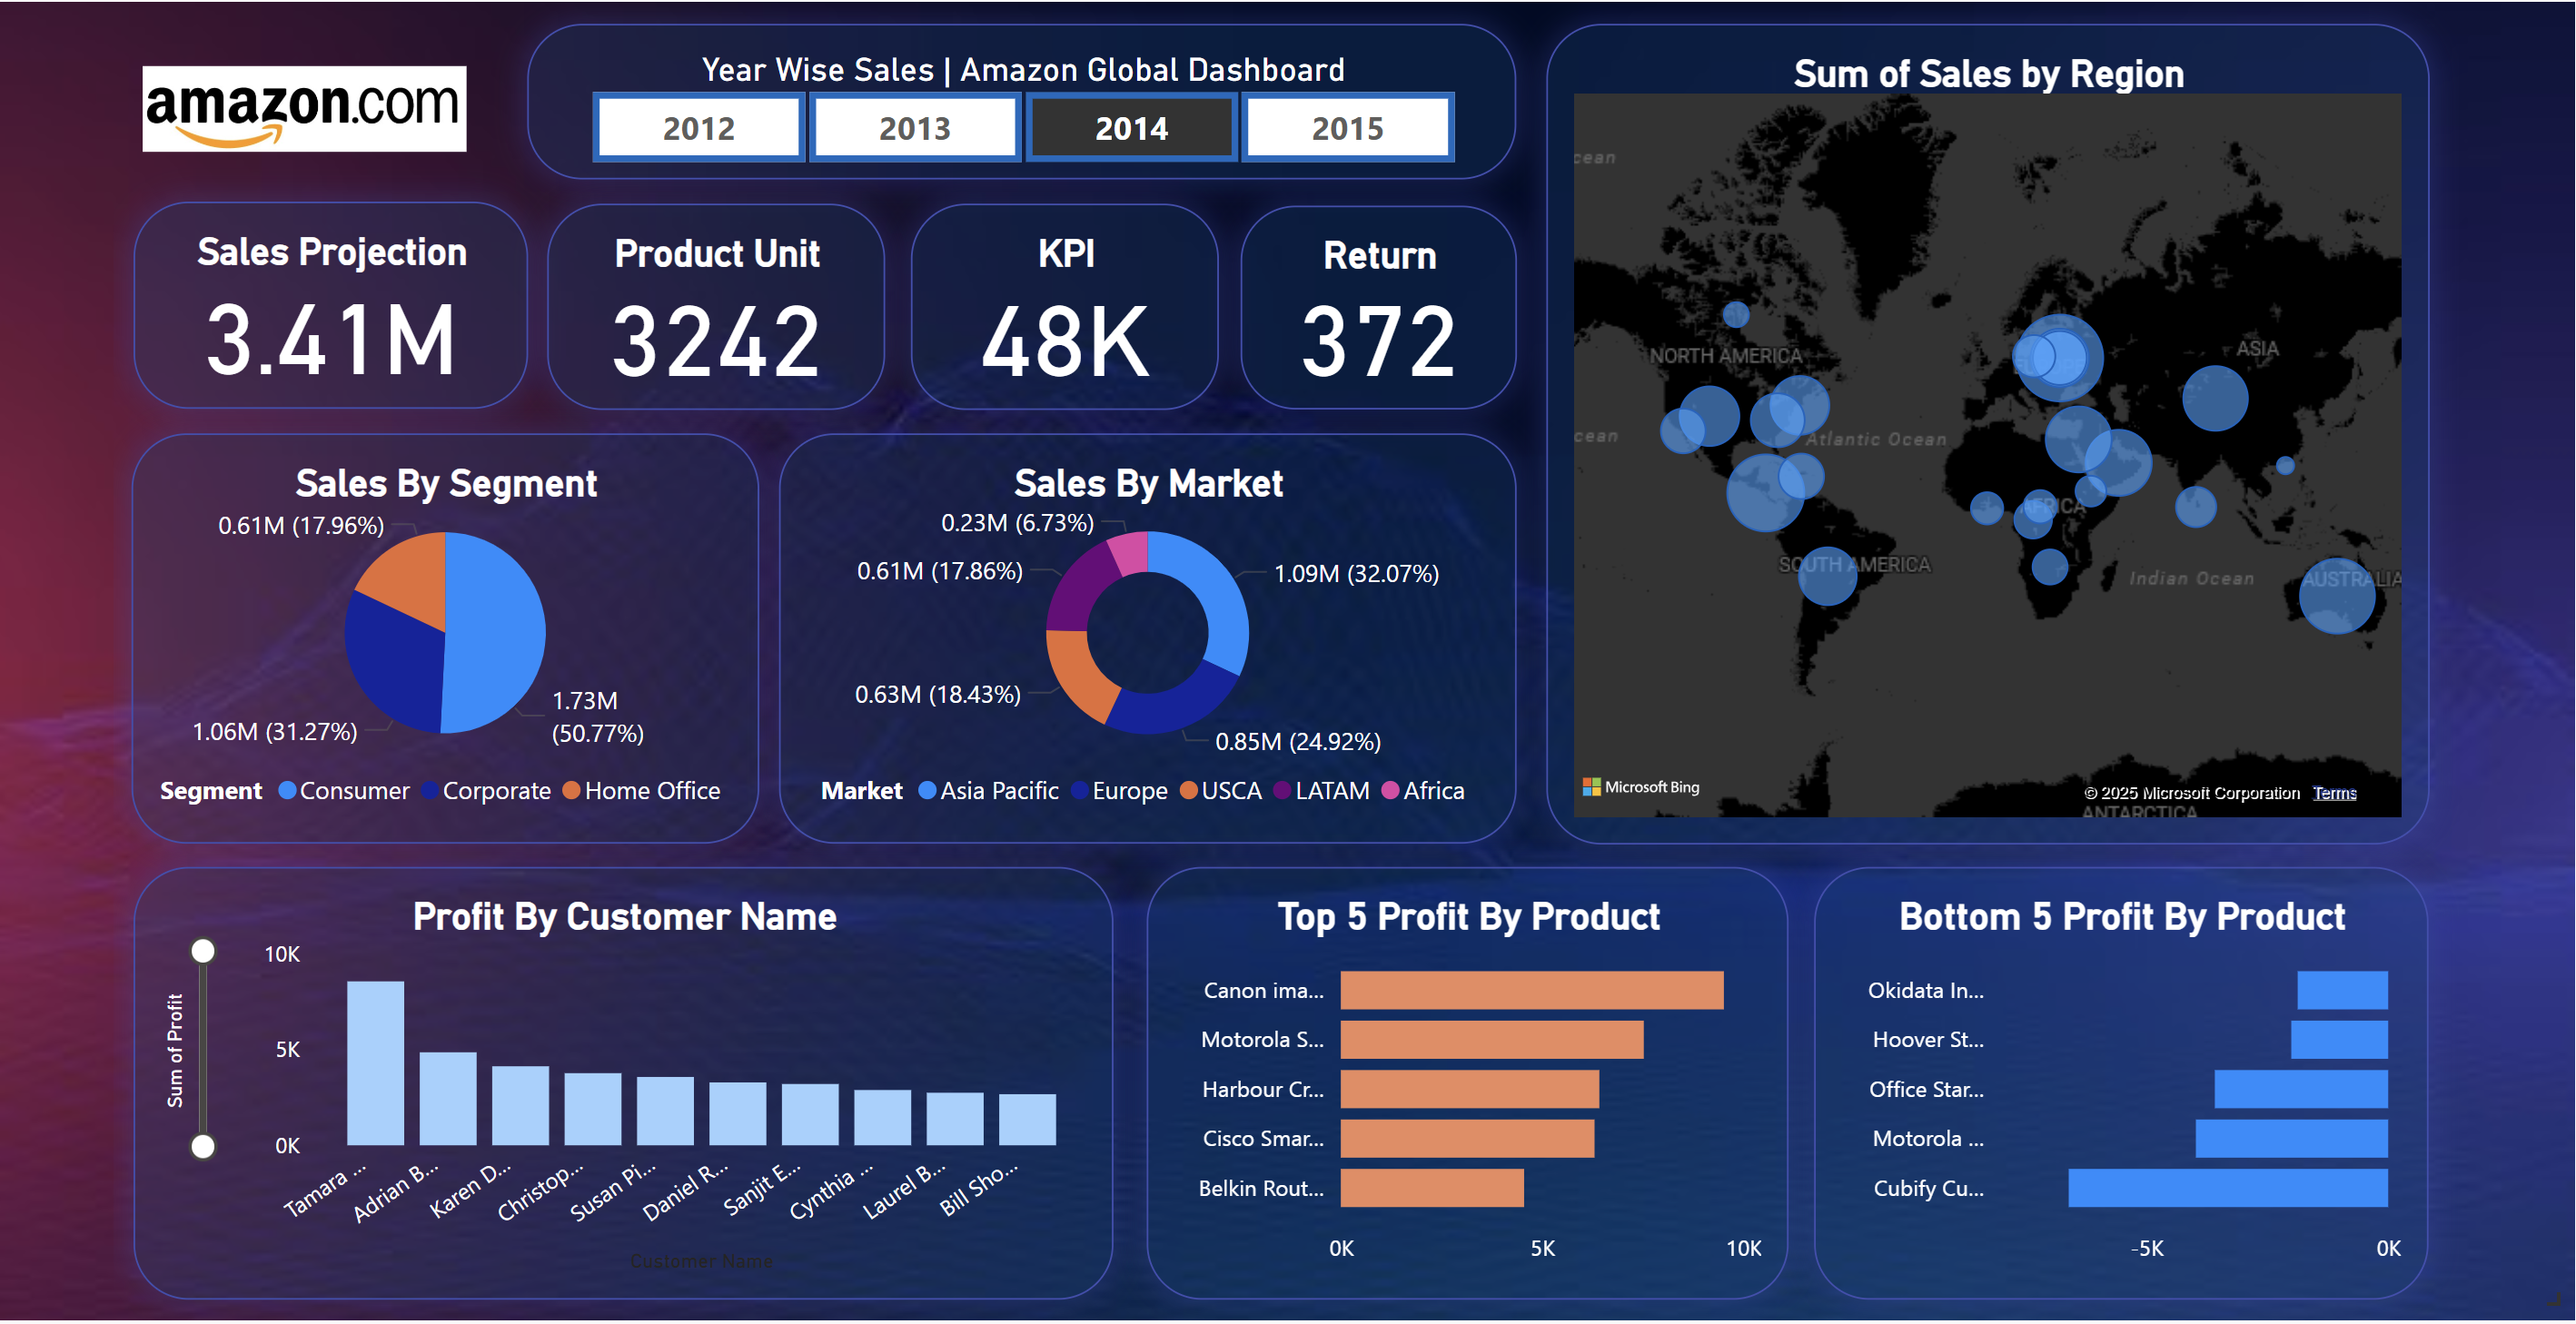 amazon.com
Year Wise Sales | Amazon Global Dashboard
2012
2013
2014
2015
Sales Projection
3.41M
Product Unit
3242
KPI
48K
Return
372
Sales By Segment
0.61M (17.96%)
1.06M (31.27%)
1.73M
(50.77%)
Segment Consumer Corporate Home Office
Sales By Market
0.23M (6.73%)
0.61M (17.86%)
1.09M (32.07%)
0.63M (18.43%)
0.85M (24.92%)
Market Asia Pacific Europe USCA LATAM Africa
Sum of Sales by Region
cean
NORTH AMERICA
ASIA
cean
Atlantic Ocean
AFRICA
SOUTH AMERICA
Indian Ocean
AUSTRALIA
Microsoft Bing
© 2025 Microsoft Corporation Terms
ANTARCTICA
Profit By Customer Name
Sum of Profit
10K
5K
0K
Tamara ...
Adrian B...
Karen D...
Christop...
Susan Pi...
Daniel R...
Sanjit E...
Cynthia ...
Laurel B...
Bill Sho...
Customer Name
Top 5 Profit By Product
Canon ima...
Motorola S...
Harbour Cr...
Cisco Smar...
Belkin Rout...
0K
5K
10K
Bottom 5 Profit By Product
Okidata In...
Hoover St...
Office Star...
Motorola ...
Cubify Cu...
-5K
0K